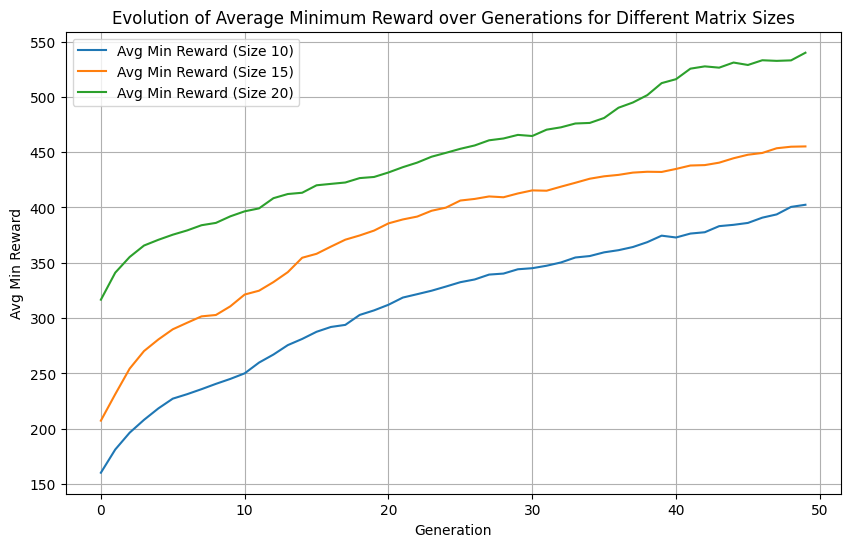 Evolution of Average Minimum Reward over Generations for Different Matrix Sizes
Avg Min Reward (Size 10)
Avg Min Reward (Size 15)
Avg Min Reward (Size 20)
Avg Min Reward
550
500
450
400
350
300
250
200
150
0 10 20 30 40 50
Generation